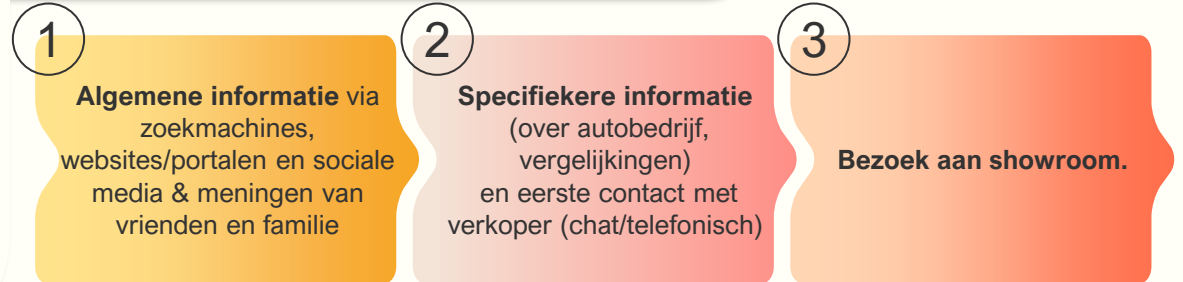 1
Algemene informatie via
zoekmachines,
websites/portalen en sociale
media & meningen van
vrienden en familie
2
Specifiekere informatie
(over autobedrijf,
vergelijkingen)
en eerste contact met
verkoper (chat/telefonisch)
3
Bezoek aan showroom.